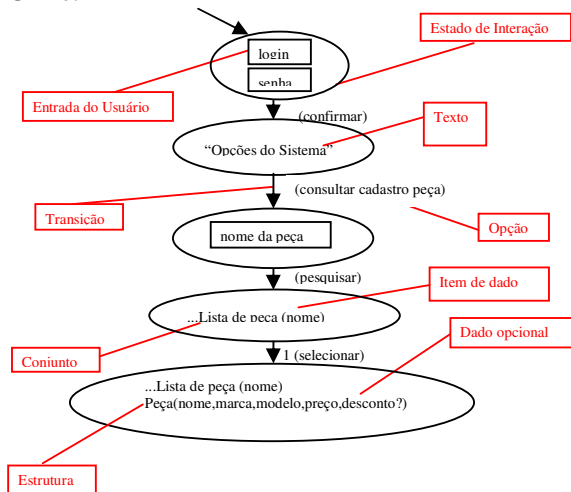 Estado de Interação
login
senha
Entrada do Usuário
(confirmar)
Texto
“Opções do Sistema”
(consultar cadastro peça)
Transição
Opção
nome da peça
(pesquisar)
Item de dado
...Lista de peça (nome)
Dado opcional
Conjunto
1 (selecionar)
...Lista de peça (nome)
Peça(nome,marca,modelo,preço,desconto?)
Estrutura